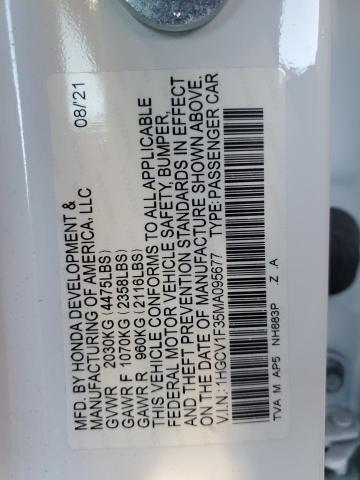 MFD. BY HONDA DEVELOPMENT & 08/'21
MANUFACTURING OF AMERICA, LLC
GVWR 2030KG (4475LBS)
GAWR F 1070KG (2358LBS)
GAWR R 960KG (2116LBS)
THIS VEHICLE CONFORMS TO ALL APPLICABLE
FEDERAL MOTOR VEHICLE SAFETY, BUMPER,
AND THEFT PREVENTION STANDARDS IN EFFECT
ON THE DATE OF MANUFACTURE SHOWN ABOVE.
V.I.N.: 1HGCV1F35MA095677 TYPE: PASSENGER CAR
TVA M AP5 NH883P Z .A